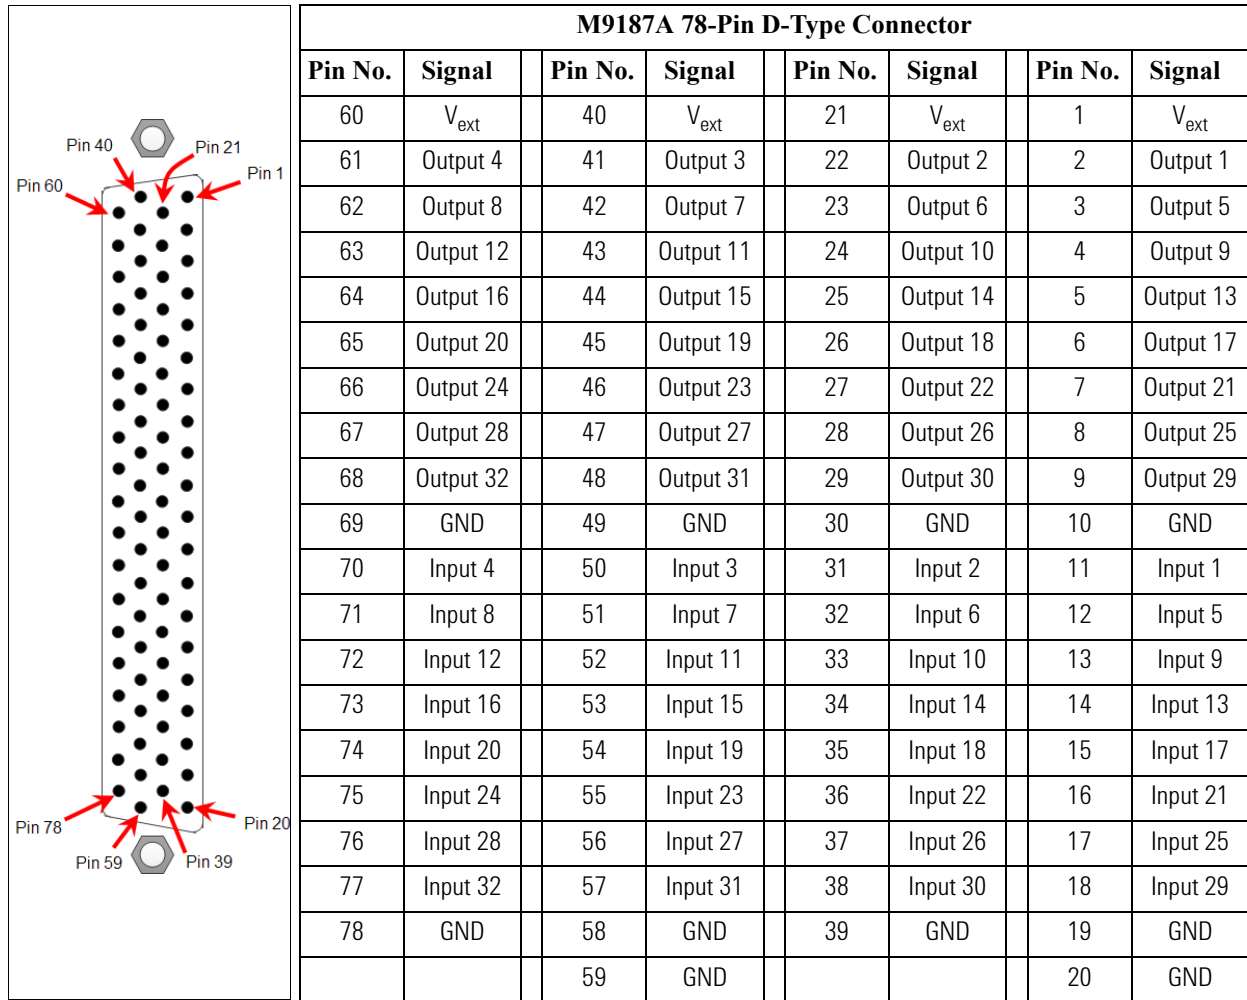 M9187A 78-Pin D-Type Connector
Pin No. Signal Pin No. Signal Pin No. Signal Pin No. Signal
60 Vext 40 Vext 21 Vext 1 Vext
61 Output 4 41 Output 3 22 Output 2 2 Output 1
62 Output 8 42 Output 7 23 Output 6 3 Output 5
63 Output 12 43 Output 11 24 Output 10 4 Output 9
64 Output 16 44 Output 15 25 Output 14 5 Output 13
65 Output 20 45 Output 19 26 Output 18 6 Output 17
66 Output 24 46 Output 23 27 Output 22 7 Output 21
67 Output 28 47 Output 27 28 Output 26 8 Output 25
68 Output 32 48 Output 31 29 Output 30 9 Output 29
69 GND 49 GND 30 GND 10 GND
70 Input 4 50 Input 3 31 Input 2 11 Input 1
71 Input 8 51 Input 7 32 Input 6 12 Input 5
72 Input 12 52 Input 11 33 Input 10 13 Input 9
73 Input 16 53 Input 15 34 Input 14 14 Input 13
74 Input 20 54 Input 19 35 Input 18 15 Input 17
75 Input 24 55 Input 23 36 Input 22 16 Input 21
76 Input 28 56 Input 27 37 Input 26 17 Input 25
77 Input 32 57 Input 31 38 Input 30 18 Input 29
78 GND 58 GND 39 GND 19 GND
59 GND 20 GND
Pin 40
Pin 21
Pin 1
Pin 60
Pin 78
Pin 20
Pin 59
Pin 39